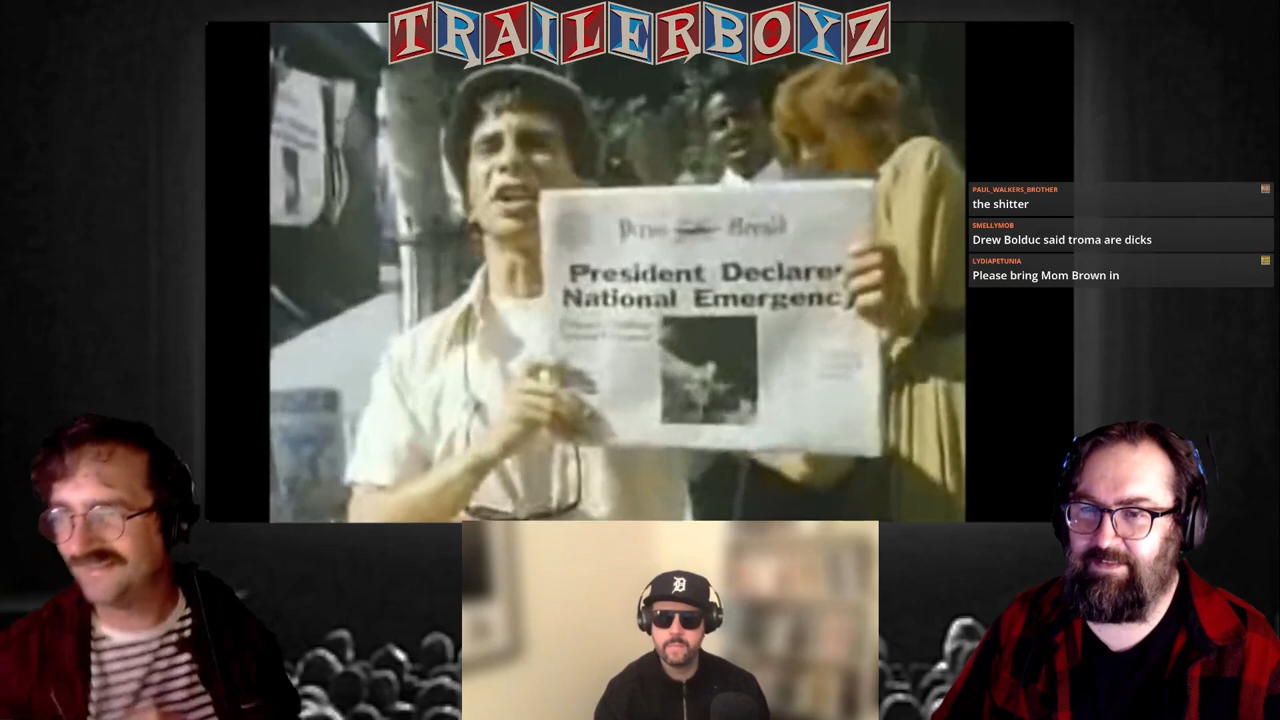 TRAILERBOYZ
Herald
President Declares
National Emergency
PAUL_WALKERS_BROTHER
the shitter
SMELLYMOB
Drew Bolduc said troma are dicks
LYDIAPETUNIA
Please bring Mom Brown in